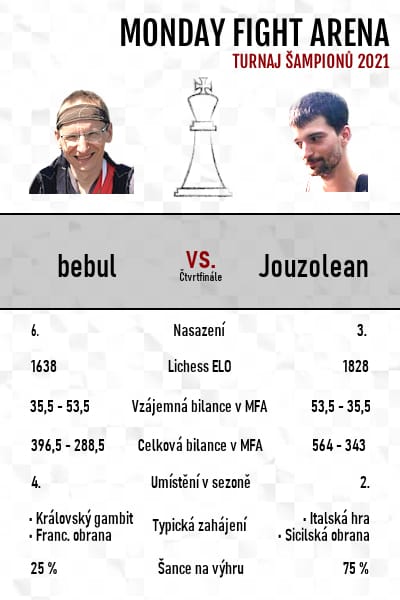 MONDAY FIGHT ARENA
TURNAJ ŠAMPIONŮ 2021
bebul VS. Jouzolean
Čtvrtfinále
6. Nasazení 3.
1638 Lichess ELO 1828
35,5 - 53,5 Vzájemná bilance v MFA 53,5 - 35,5
396,5 - 288,5 Celková bilance v MFA 564 - 343
4. Umístění v sezoně 2.
• Královský gambit • Italská hra
Typická zahájení
• Franc. obrana • Sicilská obrana
25 % Šance na výhru 75 %